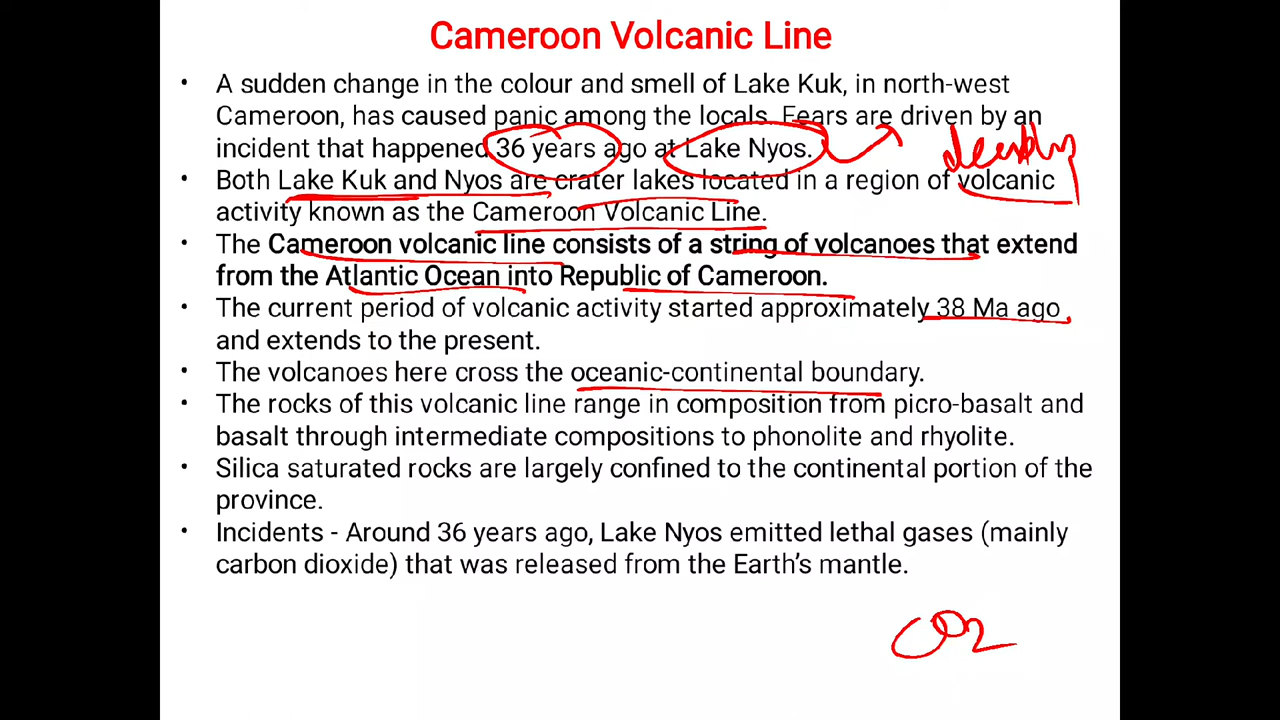 Cameroon Volcanic Line
• A sudden change in the colour and smell of Lake Kuk, in north-west
Cameroon, has caused panic among the locals. Fears are driven by an
incident that happened 36 years ago at Lake Nyos.
• Both Lake Kuk and Nyos are crater lakes located in a region of volcanic
activity known as the Cameroon Volcanic Line.
• The Cameroon volcanic line consists of a string of volcanoes that extend
from the Atlantic Ocean into Republic of Cameroon.
• The current period of volcanic activity started approximately 38 Ma ago
and extends to the present.
• The volcanoes here cross the oceanic-continental boundary.
• The rocks of this volcanic line range in composition from picro-basalt and
basalt through intermediate compositions to phonolite and rhyolite.
• Silica saturated rocks are largely confined to the continental portion of the
province.
• Incidents - Around 36 years ago, Lake Nyos emitted lethal gases (mainly
carbon dioxide) that was released from the Earth’s mantle.
CO2